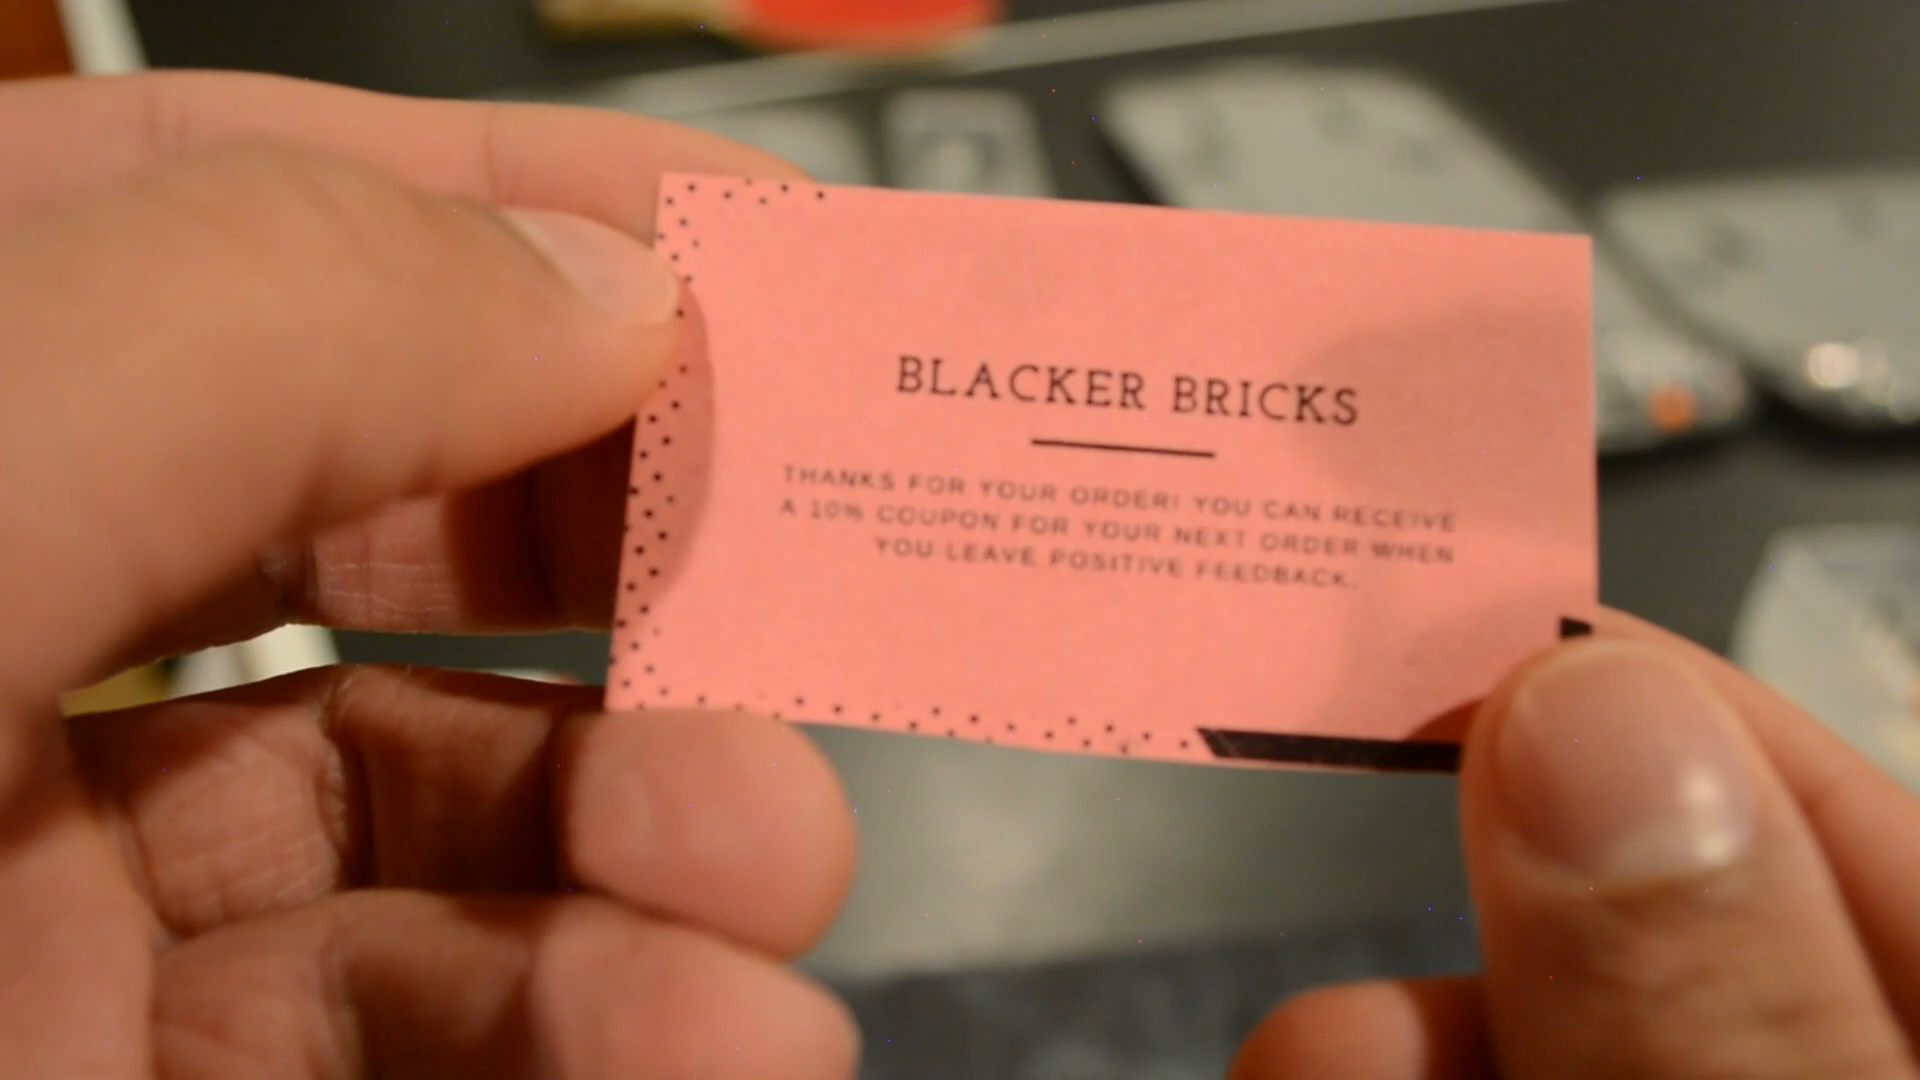 BLACKER BRICKS
THANKS FOR YOUR ORDER! YOU CAN RECEIVE
A 10% COUPON FOR YOUR NEXT ORDER WHEN
YOU LEAVE POSITIVE FEEDBACK.